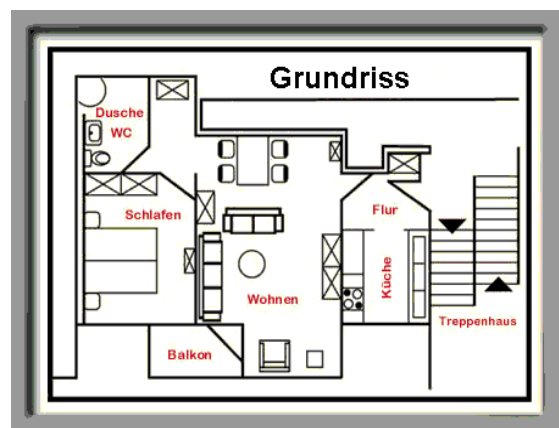 Grundriss
Dusche
WC
Schlafen
Flur
Küche
Wohnen
Treppenhaus
Balkon